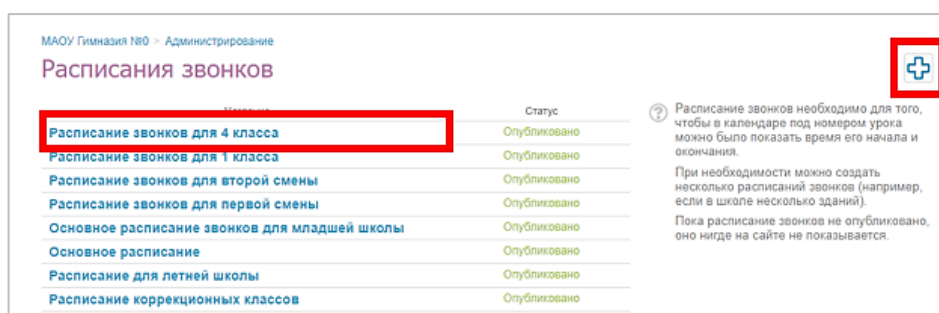 МАОУ Гимназия №0 > Администрирование
Расписания звонков
Статус
Расписание звонков для 4 класса Опубликовано
Расписание звонков для 1 класса Опубликовано
Расписание звонков для второй смены Опубликовано
Расписание звонков для первой смены Опубликовано
Основное расписание звонков для младшей школы Опубликовано
Основное расписание Опубликовано
Расписание для летней школы Опубликовано
Расписание коррекционных классов Опубликовано
? Расписание звонков необходимо для того,
чтобы в календаре под номером урока
можно было показать время его начала и
окончания.
При необходимости можно создать
несколько расписаний звонков (например,
если в школе несколько зданий).
Пока расписание звонков не опубликовано,
оно нигде на сайте не показывается.